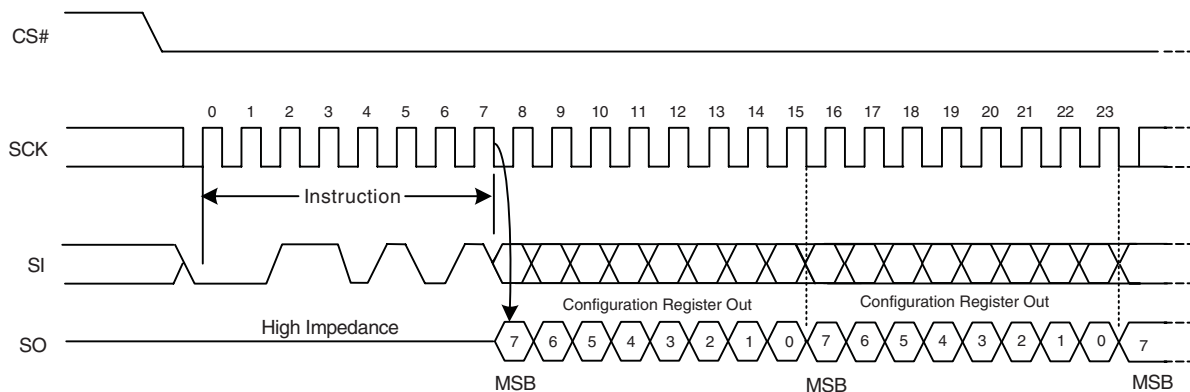 CS#
0 1 2 3 4 5 6 7 8 9 10 11 12 13 14 15 16 17 18 19 20 21 22 23
SCK
Instruction
SI
Configuration Register Out Configuration Register Out
High Impedance
SO 7 6 5 4 3 2 1 0 7 6 5 4 3 2 1 0 7
MSB MSB MSB